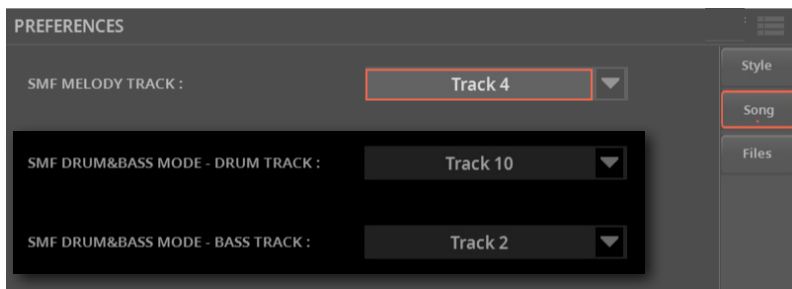 PREFERENCES
SMF MELODY TRACK :
Track 4
Style
Song
SMF DRUM&BASS MODE - DRUM TRACK :
Track 10
Files
SMF DRUM&BASS MODE - BASS TRACK :
Track 2